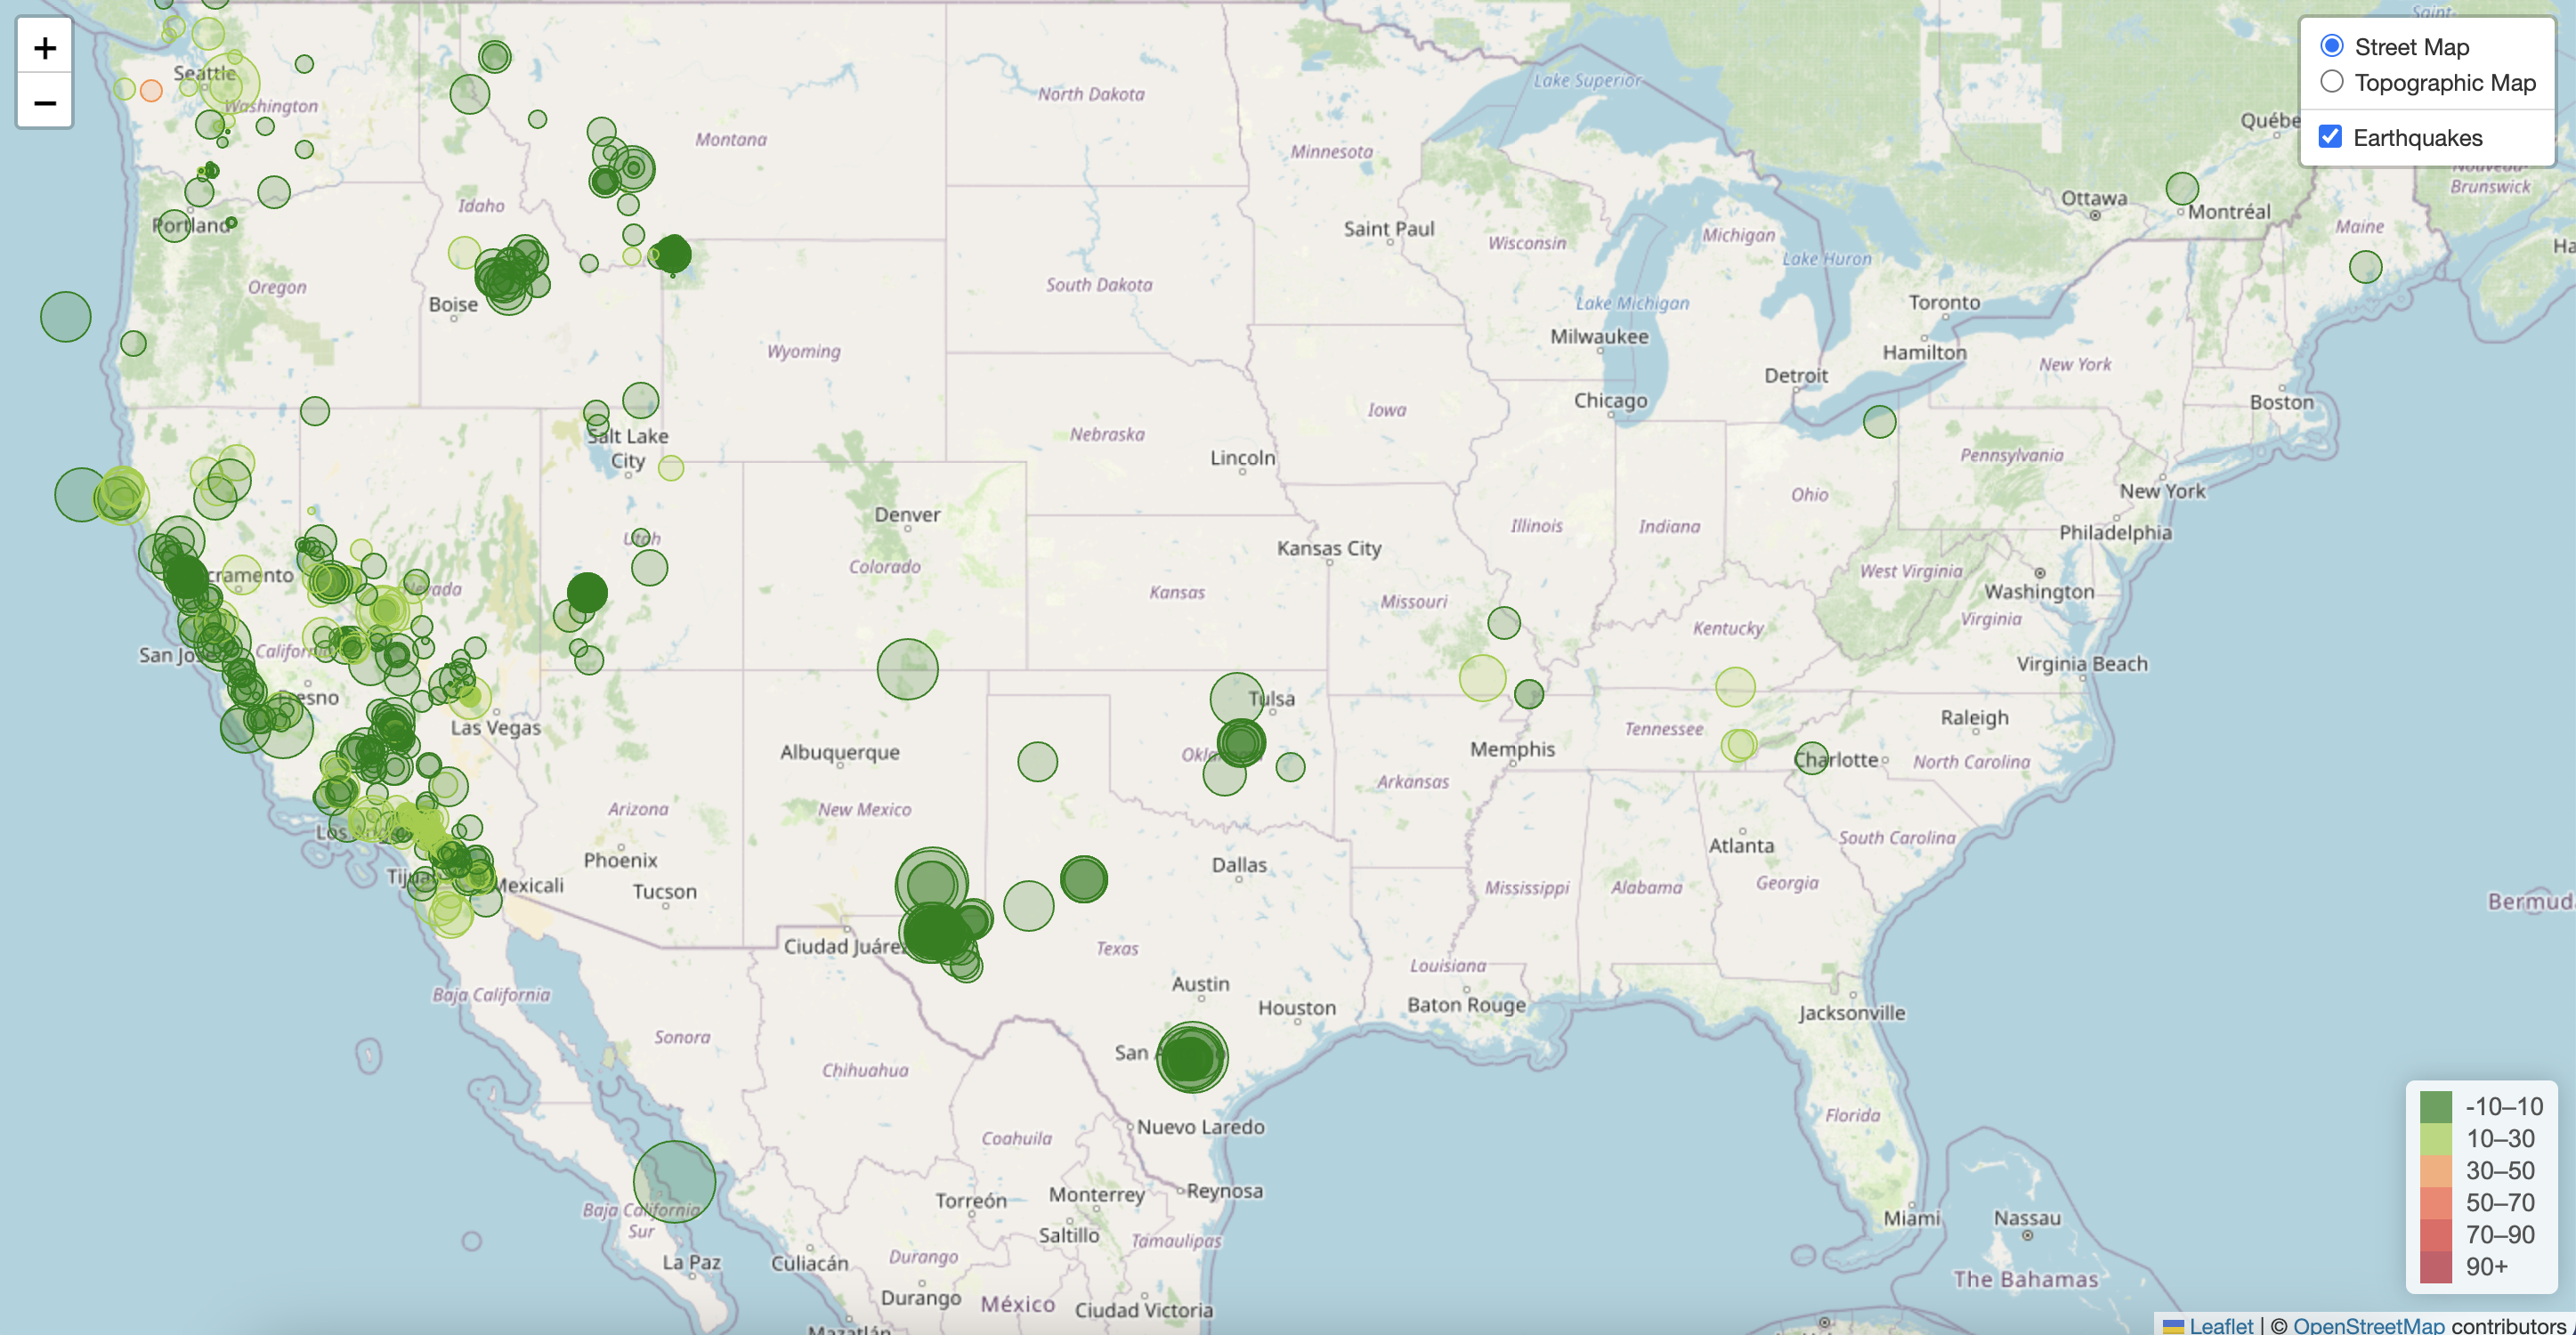 +
−
Street Map
Topographic Map
Earthquakes
Saint-
Lake Superior
Seattle
Washington
North Dakota
Montana
Minnesota
Québe
Nouveau-
Brunswick
Ottawa
Montréal
Maine
Idaho
Portland
Saint Paul
Wisconsin
Michigan
Lake Huron
Ha
Oregon
Boise
South Dakota
Lake Michigan
Toronto
Wyoming
Milwaukee
Hamilton
New York
Detroit
Chicago
Iowa
Boston
Salt Lake
City
Nebraska
Lincoln
Pennsylvania
New York
Ohio
Denver
Illinois
Indiana
Philadelphia
Utah
Kansas City
Colorado
cramento
Nevada
Kansas
Missouri
West Virginia
Washington
Virginia
Kentucky
San Jos
Californ
Virginia Beach
Fresno
Las Vegas
Tulsa
Raleigh
Tennessee
Albuquerque
Okla
Memphis
Charlotte
North Carolina
Arkansas
Arizona
New Mexico
Los Ang
Atlanta
South Carolina
Phoenix
Dallas
Tijua
Mexicali
Tucson
Mississippi
Alabama
Georgia
Bermud
Ciudad Juárez
Texas
Louisiana
Baja California
Austin
Houston
Baton Rouge
Jacksonville
Sonora
San A
Chihuahua
Florida
Nuevo Laredo
Coahuila
Torreón
Monterrey
Reynosa
Baja California
Sur
Saltillo
Tamaulipas
Miami
Nassau
La Paz
Culiacán
Durango
The Bahamas
Durango
México
Ciudad Victoria
Mazatlán
-10–10
10–30
30–50
50–70
70–90
90+
Leaflet | © OpenStreetMap contributors